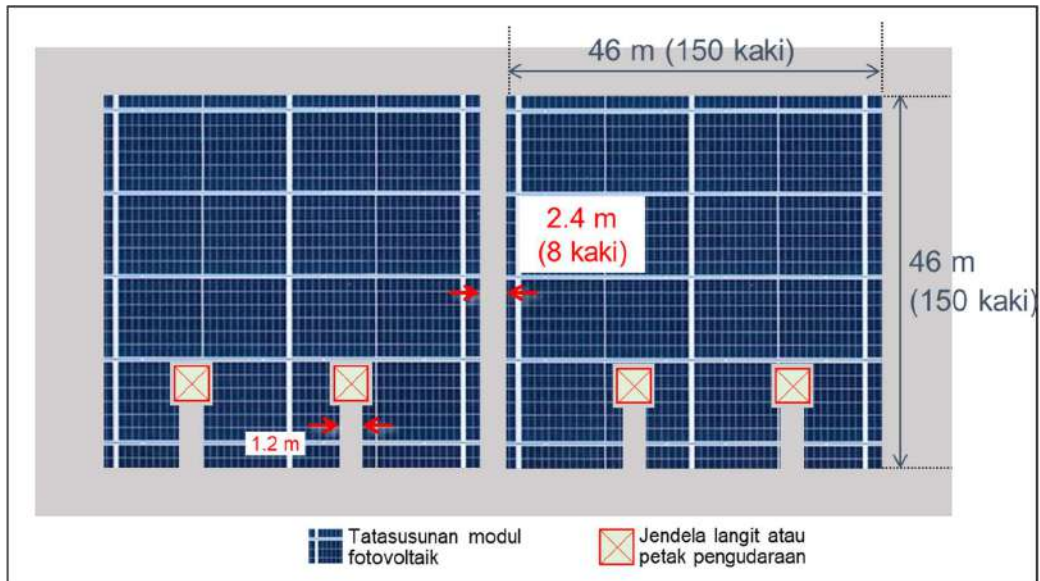 46 m (150 kaki)
2.4 m
(8 kaki)
46 m
(150 kaki)
1.2 m
Tatasusunan modul
fotovoltaik
Jendela langit atau
petak pengudaraan